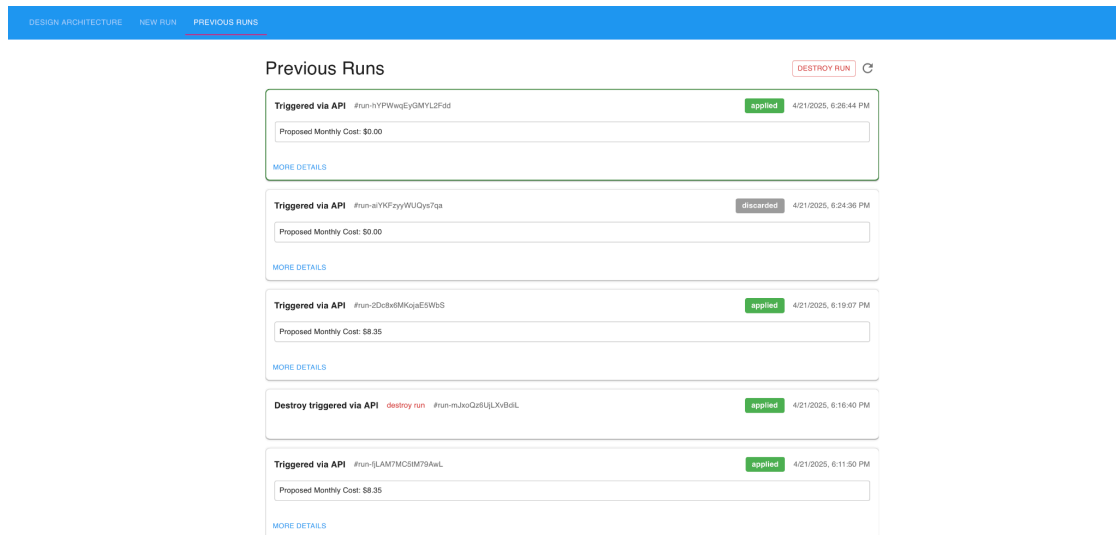 DESIGN ARCHITECTURE NEW RUN PREVIOUS RUNS
Previous Runs DESTROY RUN
Triggered via API #run-hYPWwqEyGMYL2Fdd applied 4/21/2025, 6:26:44 PM
Proposed Monthly Cost: $0.00
MORE DETAILS
Triggered via API #run-aiYKFzyyWUQys7qa discarded 4/21/2025, 6:24:36 PM
Proposed Monthly Cost: $0.00
MORE DETAILS
Triggered via API #run-2Dc8x6MKojaE5WbS applied 4/21/2025, 6:19:07 PM
Proposed Monthly Cost: $8.35
MORE DETAILS
Destroy triggered via API destroy run #run-mJxoQz6UjLXvBdiL applied 4/21/2025, 6:16:40 PM
Triggered via API #run-fjLAM7MC5tM79AwL applied 4/21/2025, 6:11:50 PM
Proposed Monthly Cost: $8.35
MORE DETAILS